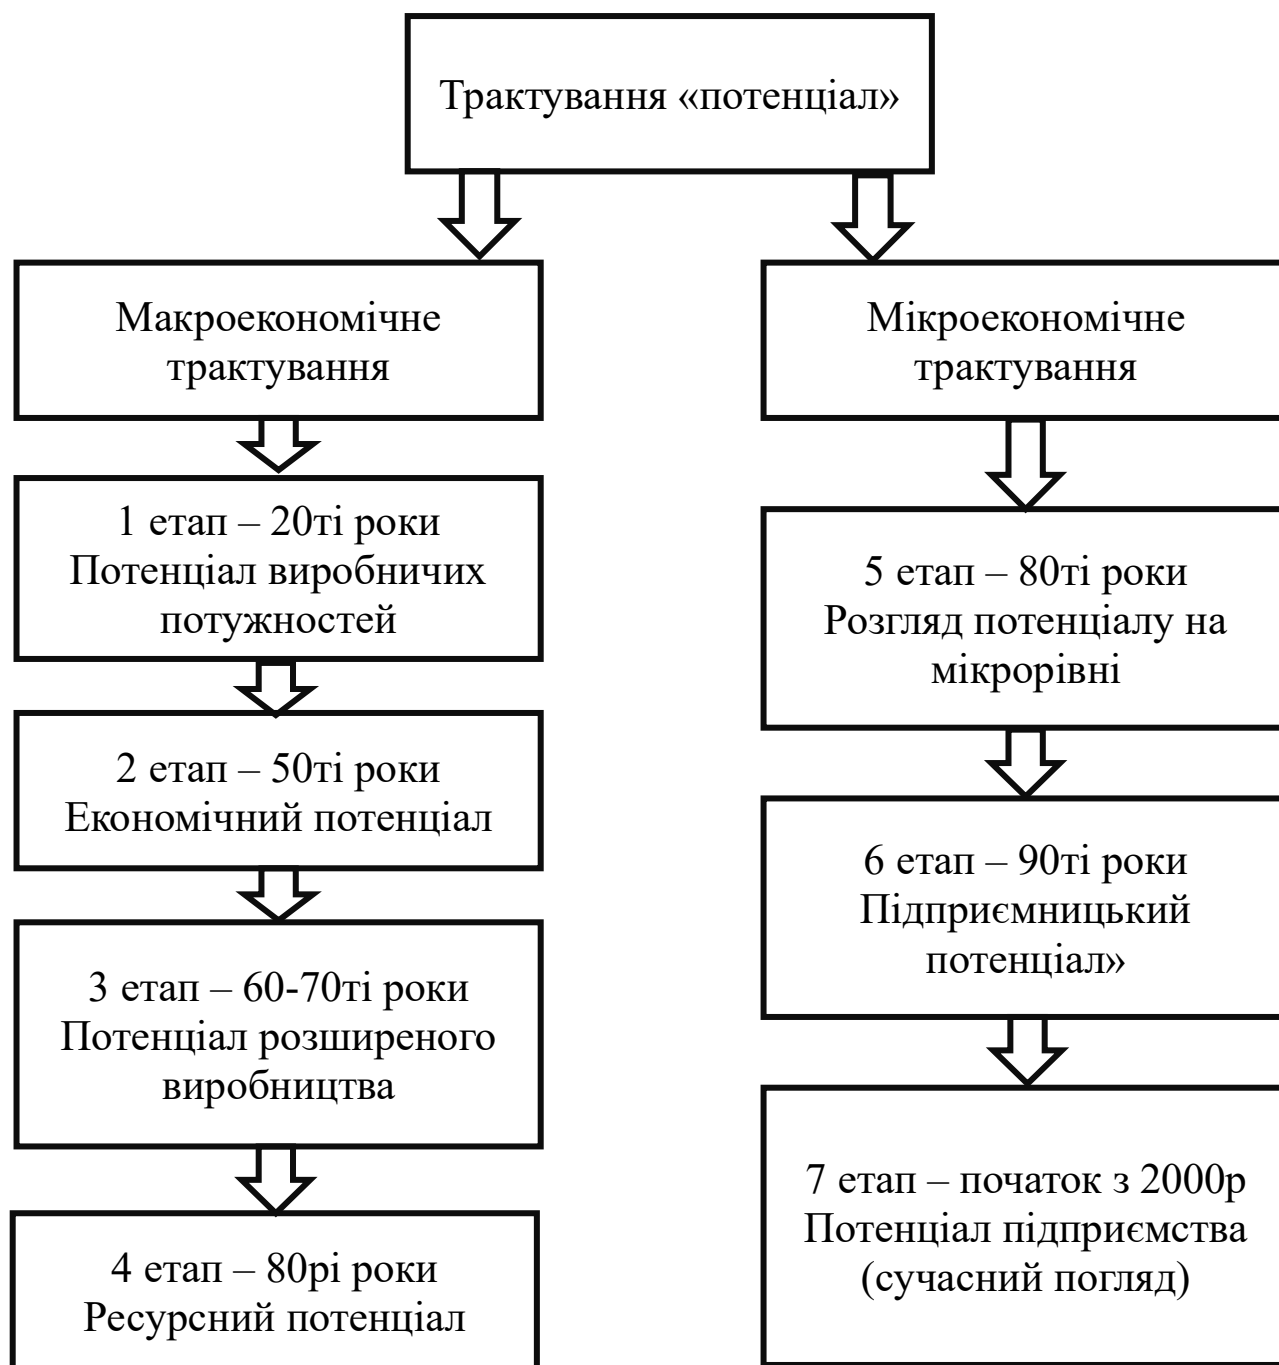 Трактування «потенціал»
Макроекономічне
трактування
1 етап – 20ті роки
Потенціал виробничих
потужностей
2 етап – 50ті роки
Економічний потенціал
3 етап – 60-70ті роки
Потенціал розширеного
виробництва
4 етап – 80рі роки
Ресурсний потенціал
Мікроекономічне
трактування
5 етап – 80ті роки
Розгляд потенціалу на
мікрорівні
6 етап – 90ті роки
Підприємницький
потенціал»
7 етап – початок з 2000р
Потенціал підприємства
(сучасний погляд)